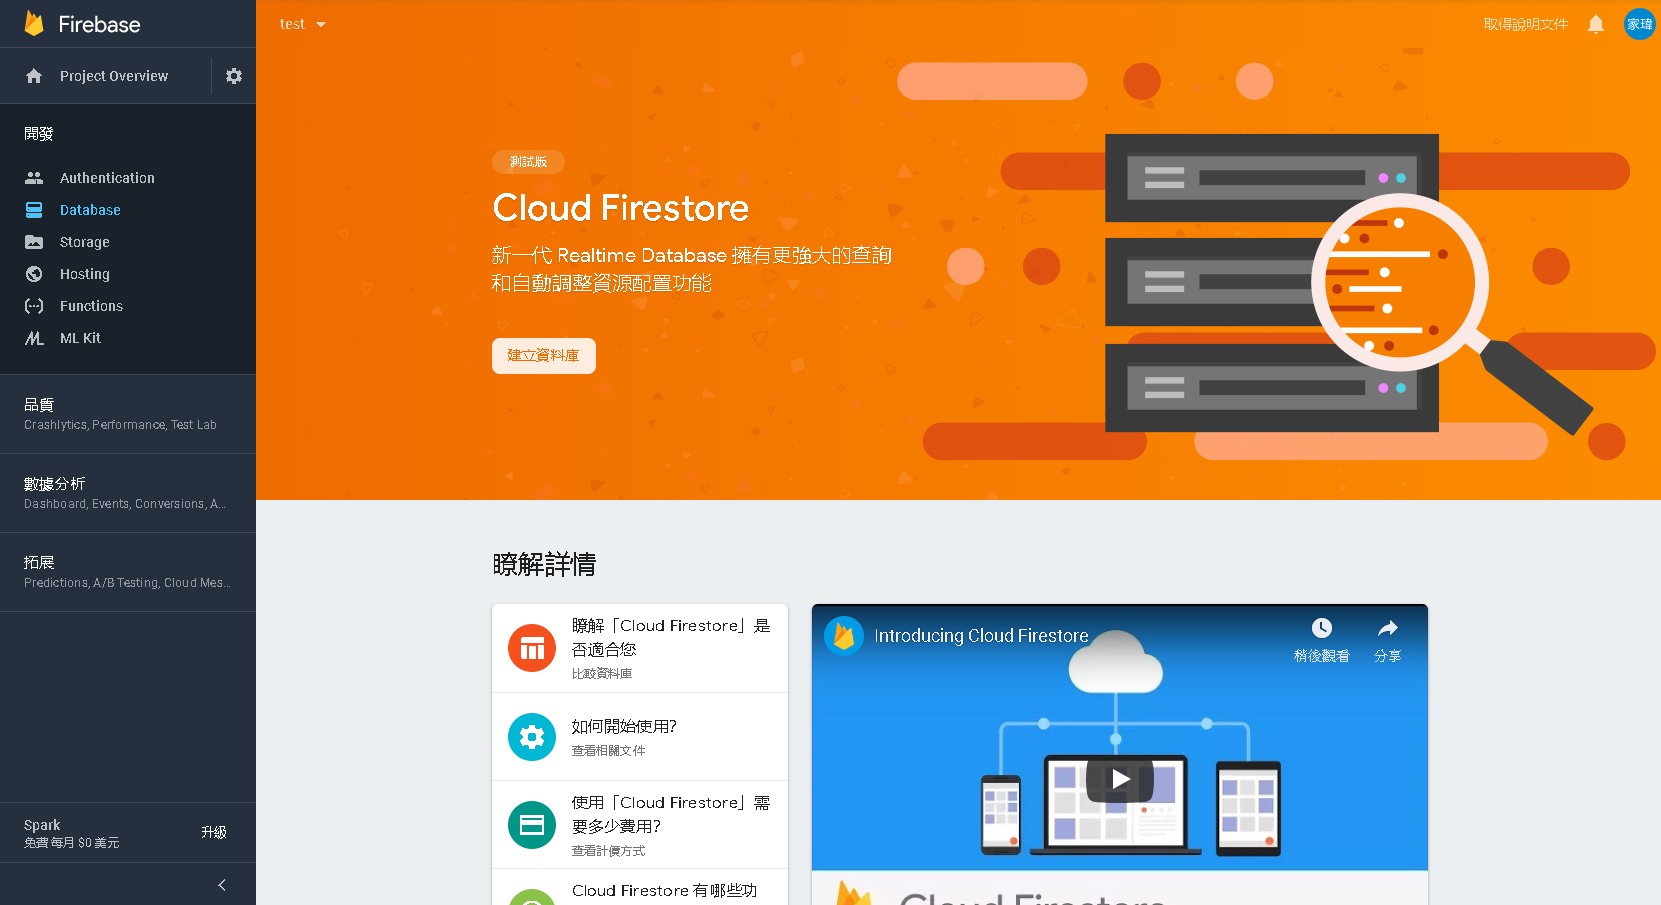 Firebase
test
取得說明文件
家瑋
Project Overview
開發
Authentication
Database
Storage
Hosting
Functions
ML Kit
品質
Crashlytics, Performance, Test Lab
數據分析
Dashboard, Events, Conversions, A...
拓展
Predictions, A/B Testing, Cloud Mes...
Spark
免費每月 $0 美元
升級
測試版
Cloud Firestore
新一代 Realtime Database 擁有更強大的查詢
和自動調整資源配置功能
建立資料庫
瞭解詳情
瞭解「Cloud Firestore」是
否適合您
比較資料庫
如何開始使用?
查看相關文件
使用「Cloud Firestore」需
要多少費用?
查看計價方式
Cloud Firestore 有哪些功
Introducing Cloud Firestore
稍後觀看
分享
Cloud Firestore